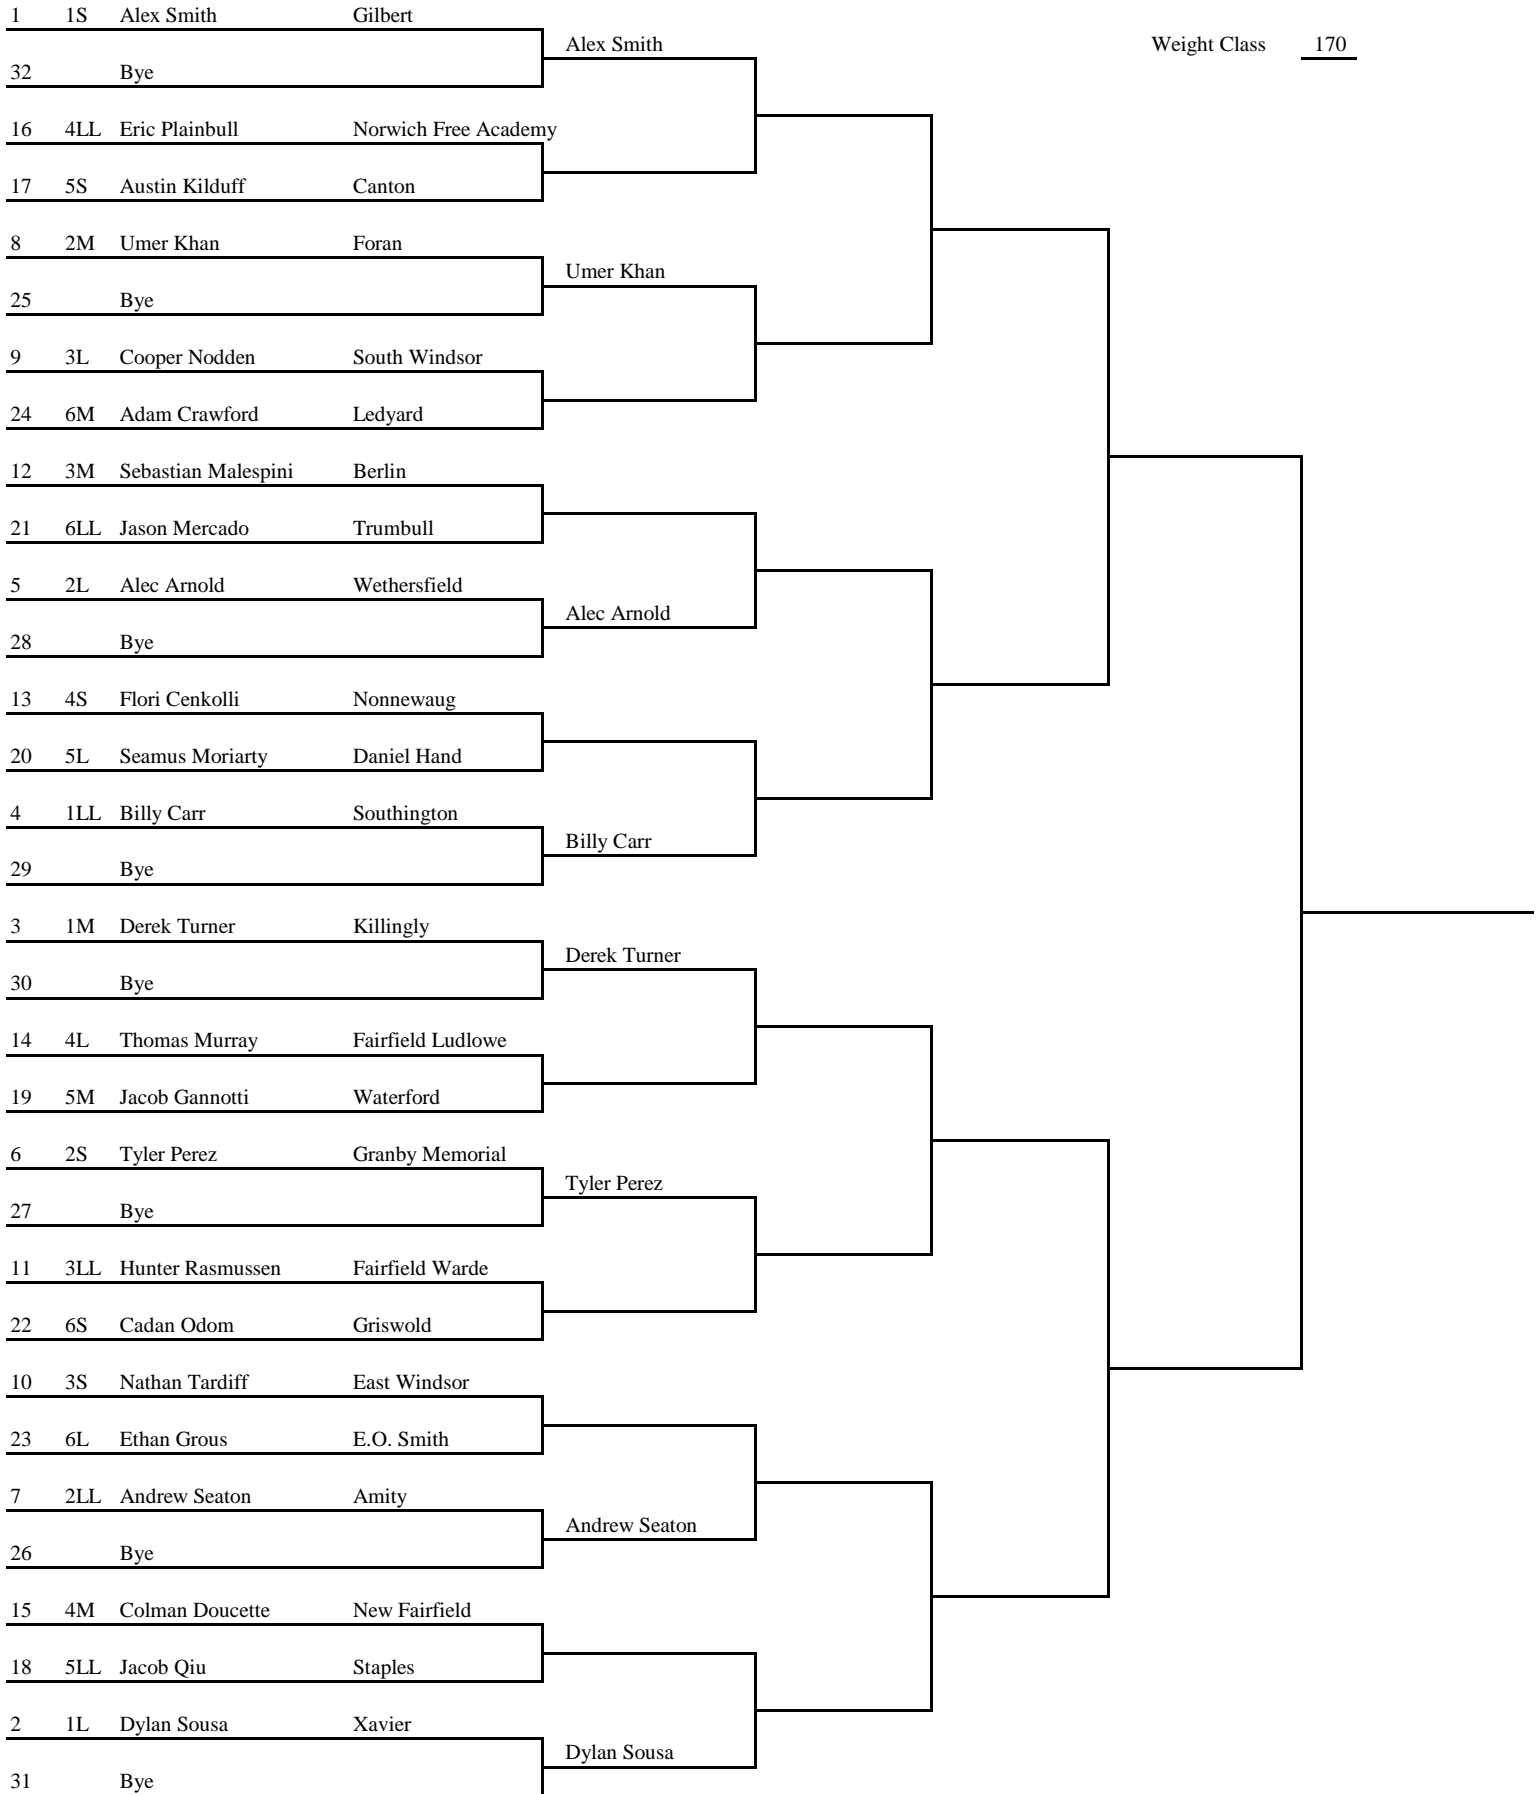 1 1S Alex Smith Gilbert
Alex Smith Weight Class 170
32 Bye
16 4LL Eric Plainbull Norwich Free Academy
17 5S Austin Kilduff Canton
8 2M Umer Khan Foran
Umer Khan
25 Bye
9 3L Cooper Nodden South Windsor
24 6M Adam Crawford Ledyard
12 3M Sebastian Malespini Berlin
21 6LL Jason Mercado Trumbull
5 2L Alec Arnold Wethersfield
Alec Arnold
28 Bye
13 4S Flori Cenkolli Nonnewaug
20 5L Seamus Moriarty Daniel Hand
4 1LL Billy Carr Southington
Billy Carr
29 Bye
3 1M Derek Turner Killingly
Derek Turner
30 Bye
14 4L Thomas Murray Fairfield Ludlowe
19 5M Jacob Gannotti Waterford
6 2S Tyler Perez Granby Memorial
Tyler Perez
27 Bye
11 3LL Hunter Rasmussen Fairfield Warde
22 6S Cadan Odom Griswold
10 3S Nathan Tardiff East Windsor
23 6L Ethan Grous E.O. Smith
7 2LL Andrew Seaton Amity
Andrew Seaton
26 Bye
15 4M Colman Doucette New Fairfield
18 5LL Jacob Qiu Staples
2 1L Dylan Sousa Xavier
Dylan Sousa
31 Bye